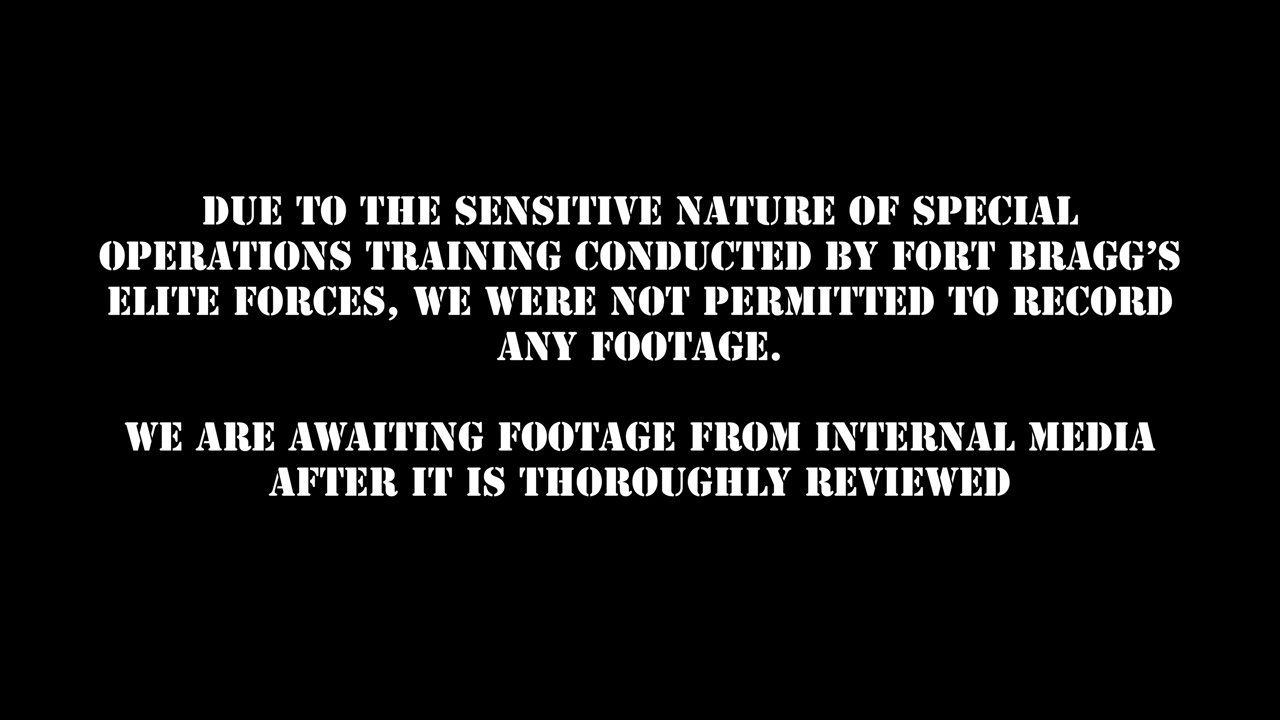 DUE TO THE SENSITIVE NATURE OF SPECIAL
OPERATIONS TRAINING CONDUCTED BY FORT BRAGG'S
ELITE FORCES, WE WERE NOT PERMITTED TO RECORD
ANY FOOTAGE.
WE ARE AWAITING FOOTAGE FROM INTERNAL MEDIA
AFTER IT IS THOROUGHLY REVIEWED